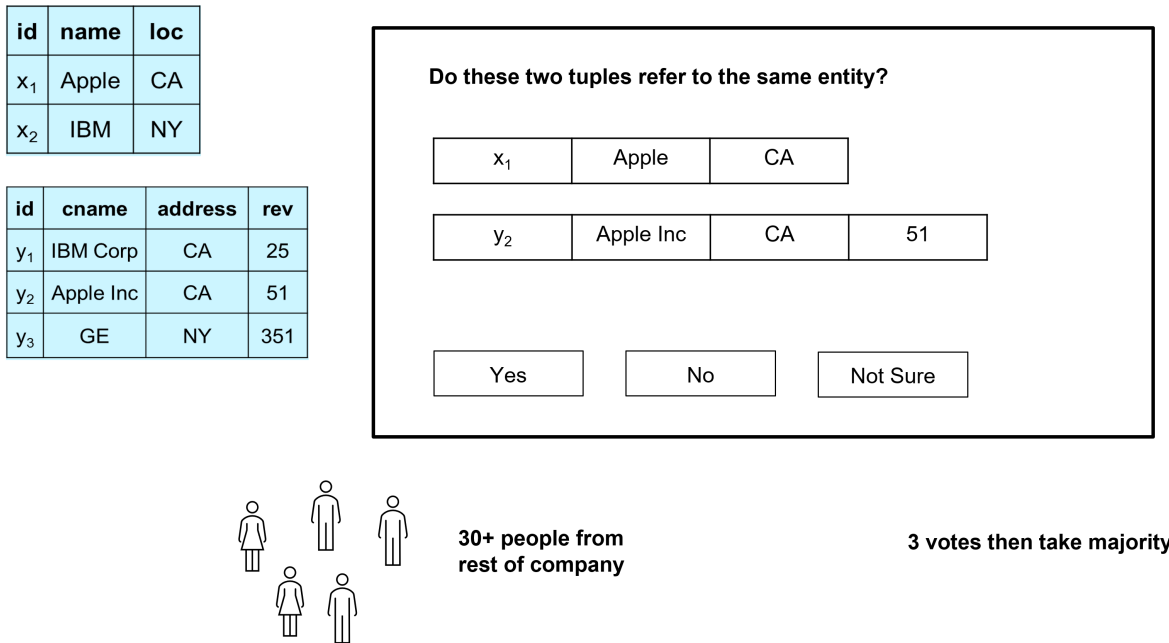 id name loc
x₁ Apple CA
x₂ IBM NY
id cname address rev
y₁ IBM Corp CA 25
y₂ Apple Inc CA 51
y₃ GE NY 351
Do these two tuples refer to the same entity?
x₁ Apple CA
y₂ Apple Inc CA 51
Yes No Not Sure
30+ people from
rest of company
3 votes then take majority